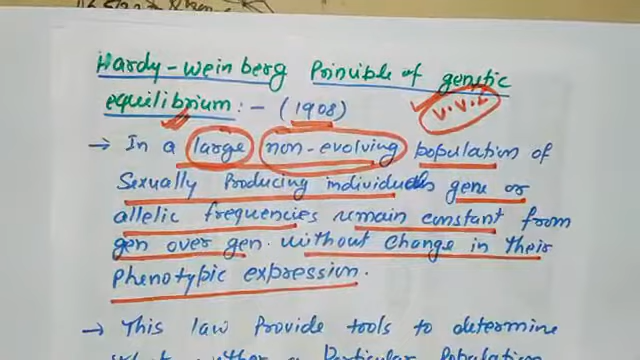 Hardy-Weinberg Principle of genetic
equilibrium :- (1908) V.V.I
→ In a large non-evolving population of
Sexually Producing individuals gene or
allelic frequencies remain constant from
gen over gen. without change in their
phenotypic expression.
→ This law Provide tools to determine
a Particular Population